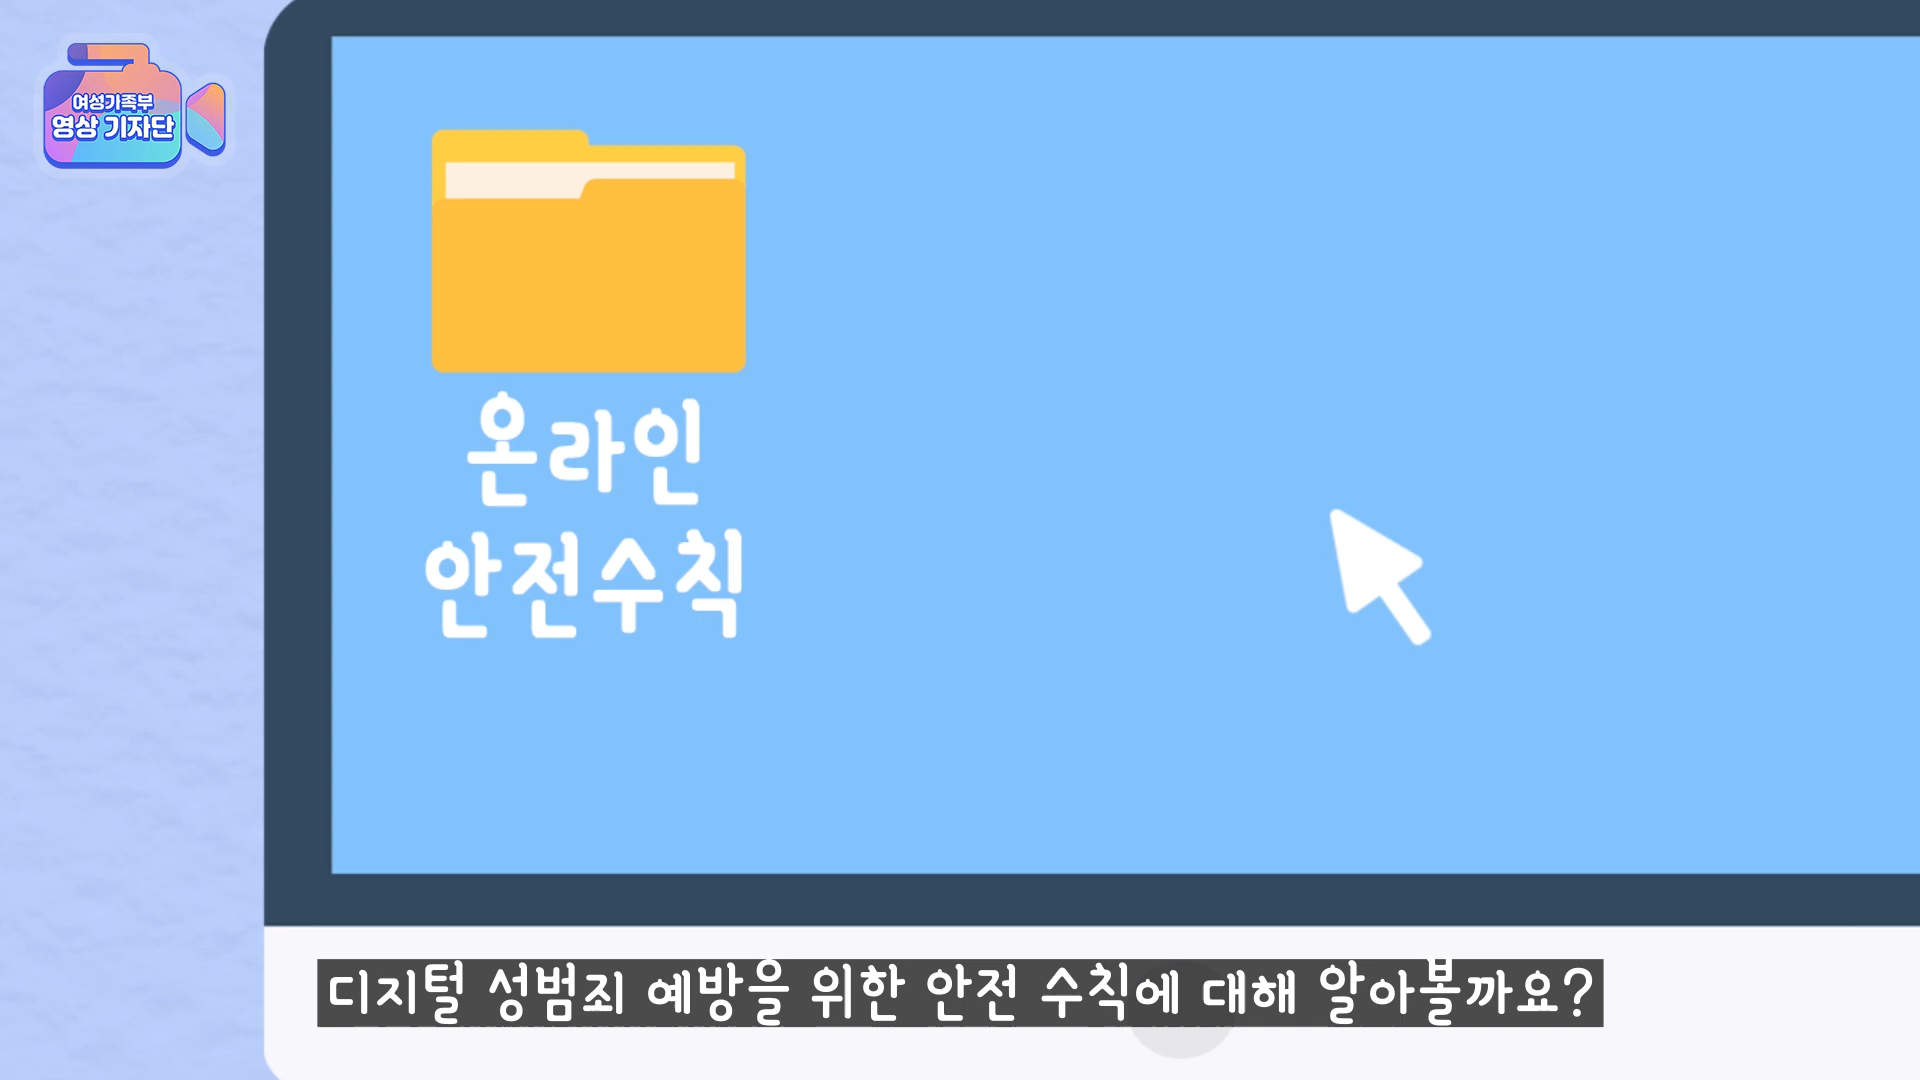 여성가족부
영상 기자단
온라인
안전수칙
디지털 성범죄 예방을 위한 안전 수칙에 대해 알아볼까요?